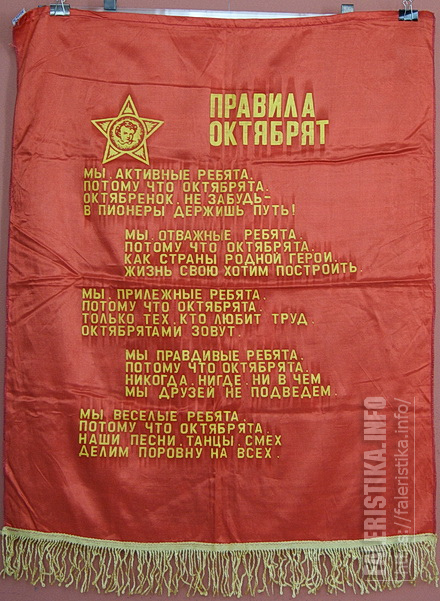 ПРАВИЛА
ОКТЯБРЯТ
МЫ, АКТИВНЫЕ РЕБЯТА,
ПОТОМУ ЧТО ОКТЯБРЯТА.
ОКТЯБРЕНОК, НЕ ЗАБУДЬ-
В ПИОНЕРЫ ДЕРЖИШЬ ПУТЬ!
МЫ, ОТВАЖНЫЕ РЕБЯТА,
ПОТОМУ ЧТО ОКТЯБРЯТА.
КАК СТРАНЫ РОДНОЙ ГЕРОИ,
ЖИЗНЬ СВОЮ ХОТИМ ПОСТРОИТЬ.
МЫ, ПРИЛЕЖНЫЕ РЕБЯТА,
ПОТОМУ ЧТО ОКТЯБРЯТА.
ТОЛЬКО ТЕХ, КТО ЛЮБИТ ТРУД,
ОКТЯБРЯТАМИ ЗОВУТ.
МЫ ПРАВДИВЫЕ РЕБЯТА,
ПОТОМУ ЧТО ОКТЯБРЯТА.
НИКОГДА, НИГДЕ, НИ В ЧЕМ
МЫ ДРУЗЕЙ НЕ ПОДВЕДЕМ.
МЫ ВЕСЕЛЫЕ РЕБЯТА,
ПОТОМУ ЧТО ОКТЯБРЯТА.
НАШИ ПЕСНИ, ТАНЦЫ, СМЕХ
ДЕЛИМ ПОРОВНУ НА ВСЕХ.
FALERISTIKA.INFO
https://faleristika.info/